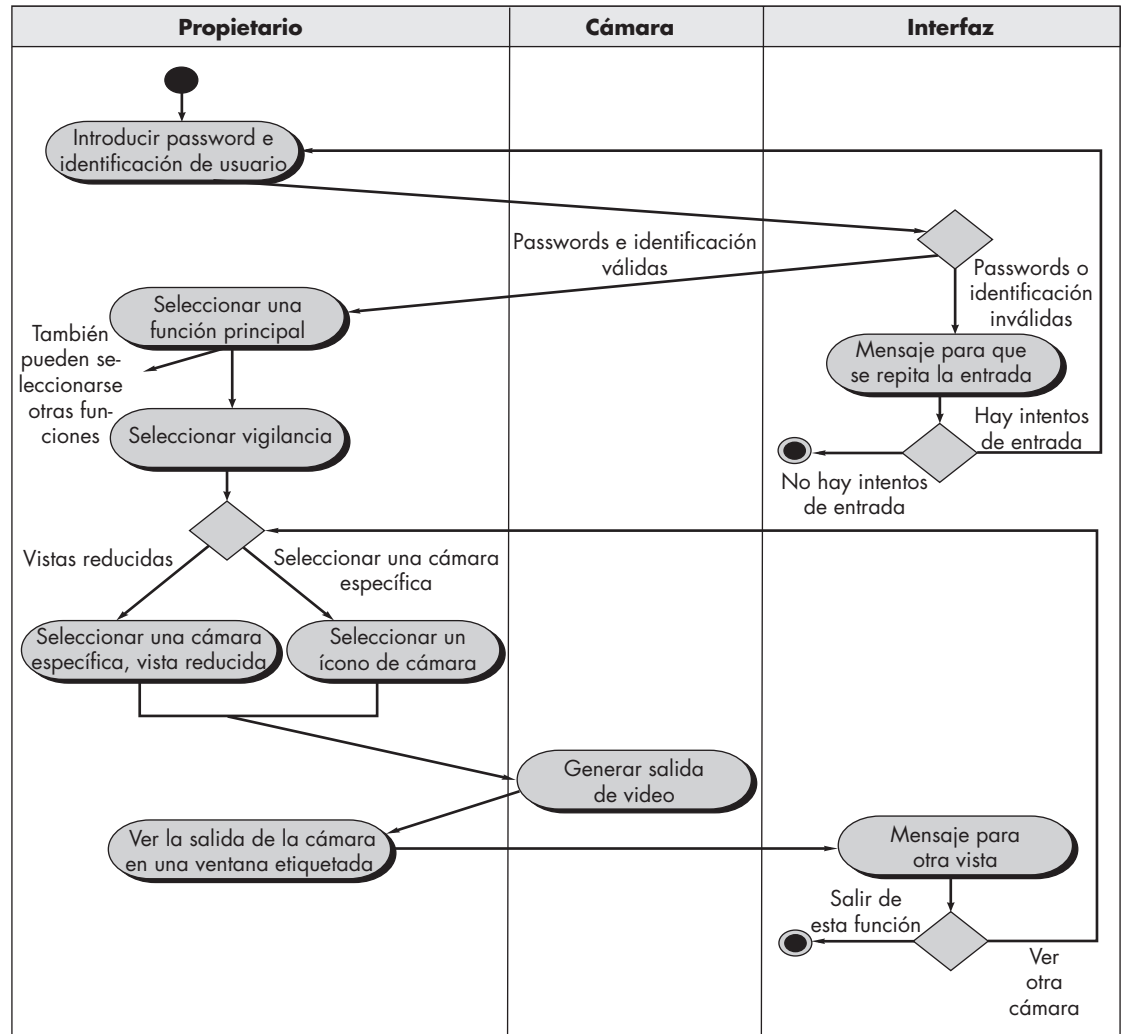 Propietario
Cámara
Interfaz
Introducir password e
identificación de usuario
Passwords e identificación
válidas
Passwords o
identificación
inválidas
Seleccionar una
función principal
También
pueden se-
leccionarse
otras fun-
ciones
Mensaje para que
se repita la entrada
Seleccionar vigilancia
Hay intentos
de entrada
No hay intentos
de entrada
Vistas reducidas
Seleccionar una cámara
específica
Seleccionar una cámara
específica, vista reducida
Seleccionar un
ícono de cámara
Generar salida
de video
Ver la salida de la cámara
en una ventana etiquetada
Mensaje para
otra vista
Salir de
esta función
Ver
otra
cámara